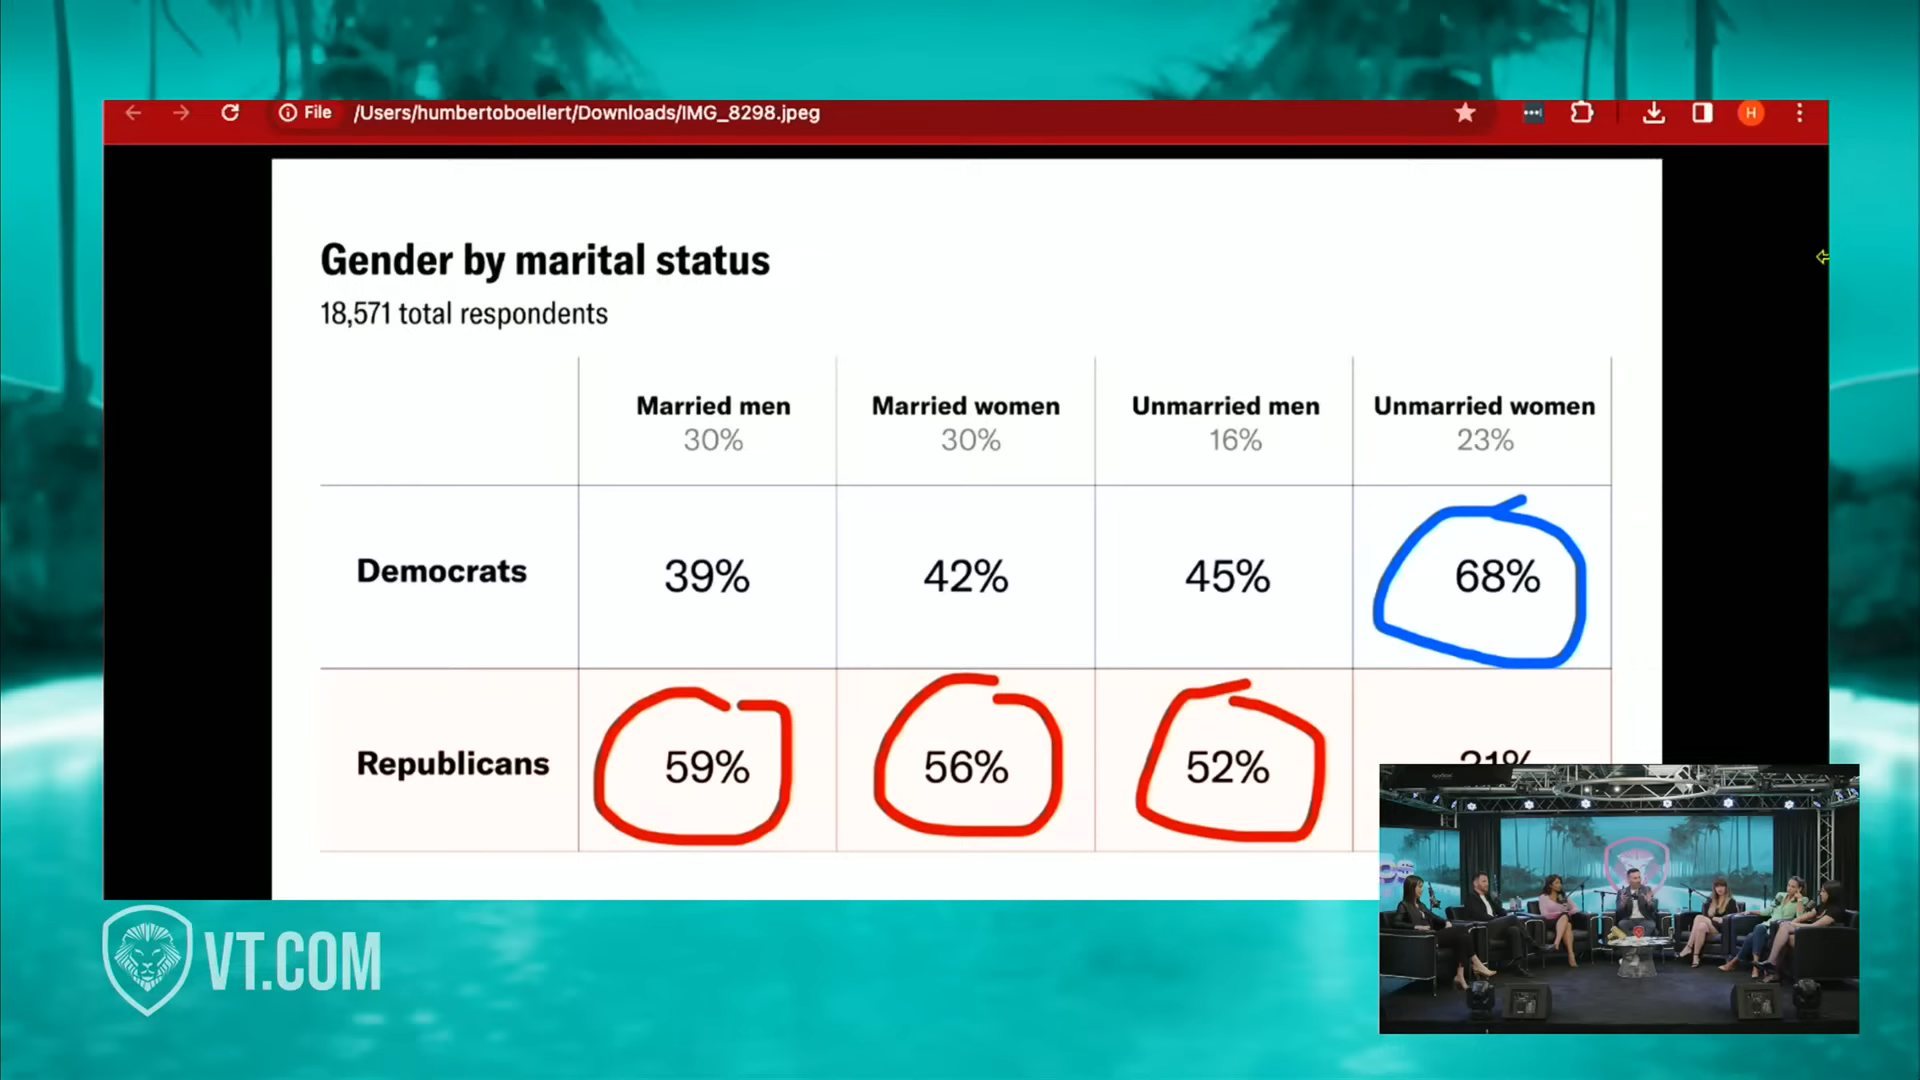 File /Users/humbertoboellert/Downloads/IMG_8298.jpeg H
Gender by marital status
18,571 total respondents
Married men Married women Unmarried men Unmarried women
30% 30% 16% 23%
Democrats 39% 42% 45% 68%
Republicans 59% 56% 52%
VT.COM